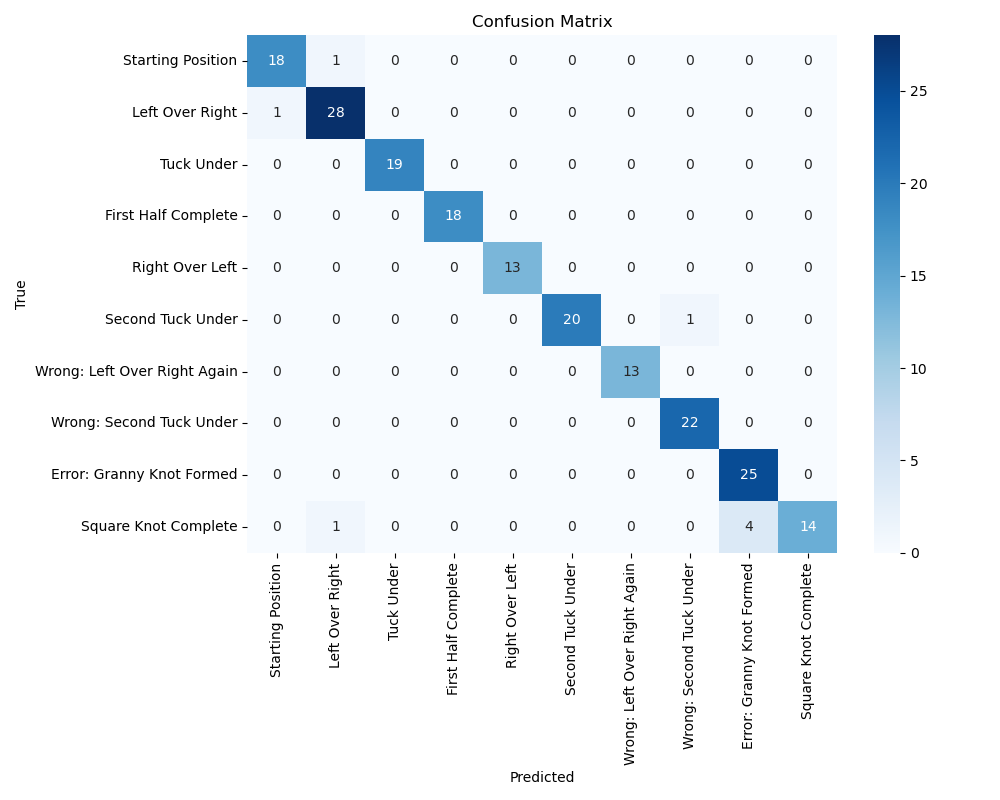 Confusion Matrix
Starting Position 18 1 0 0 0 0 0 0 0 0
Left Over Right 1 28 0 0 0 0 0 0 0 0
Tuck Under 0 0 19 0 0 0 0 0 0 0
First Half Complete 0 0 0 18 0 0 0 0 0 0
Right Over Left 0 0 0 0 13 0 0 0 0 0
Second Tuck Under 0 0 0 0 0 20 0 1 0 0
Wrong: Left Over Right Again 0 0 0 0 0 0 13 0 0 0
Wrong: Second Tuck Under 0 0 0 0 0 0 0 22 0 0
Error: Granny Knot Formed 0 0 0 0 0 0 0 0 25 0
Square Knot Complete 0 1 0 0 0 0 0 0 4 14
True
Starting Position
Left Over Right
Tuck Under
First Half Complete
Right Over Left
Second Tuck Under
Wrong: Left Over Right Again
Wrong: Second Tuck Under
Error: Granny Knot Formed
Square Knot Complete
Predicted
25
20
15
10
5
0